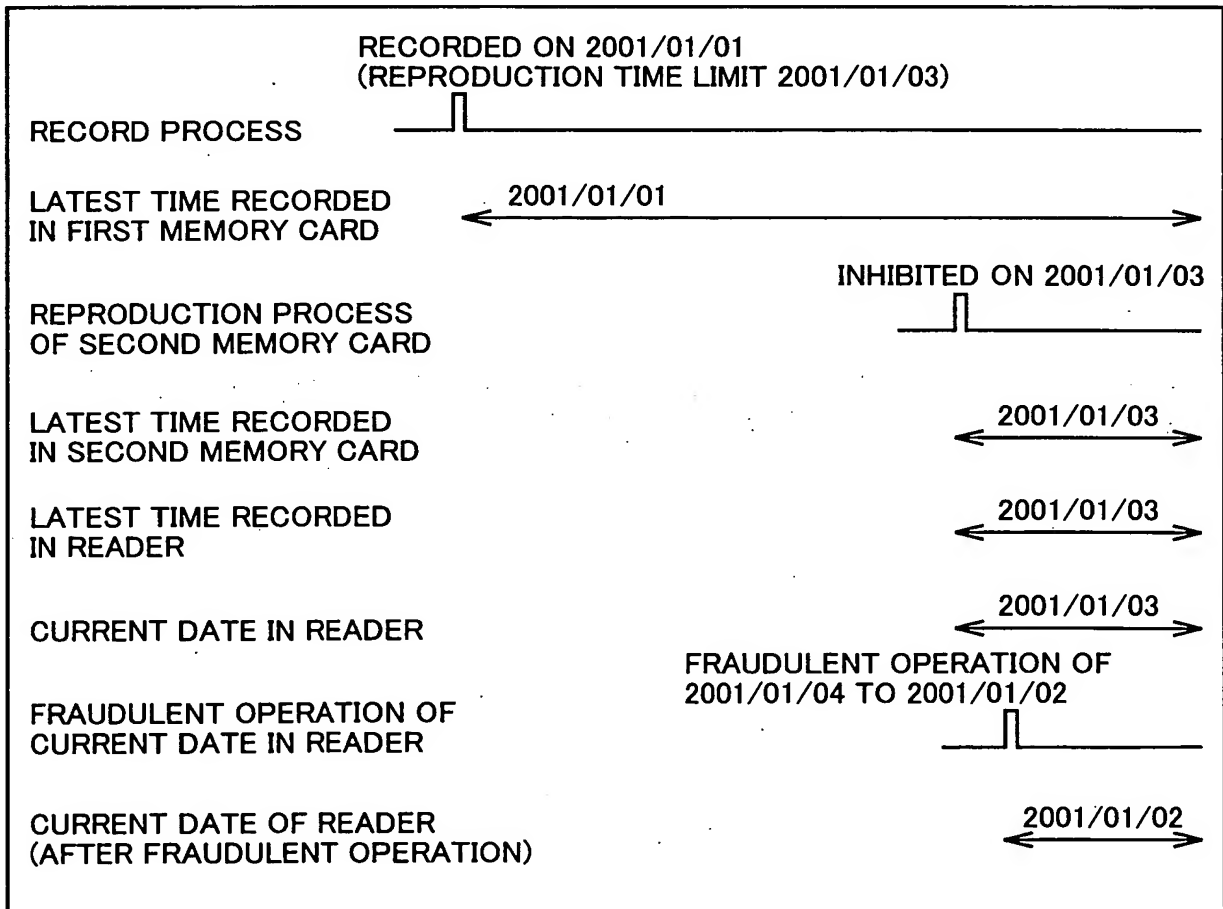 RECORDED ON 2001/01/01
(REPRODUCTION TIME LIMIT 2001/01/03)
RECORD PROCESS
LATEST TIME RECORDED
IN FIRST MEMORY CARD
2001/01/01
INHIBITED ON 2001/01/03
REPRODUCTION PROCESS
OF SECOND MEMORY CARD
LATEST TIME RECORDED
IN SECOND MEMORY CARD
2001/01/03
LATEST TIME RECORDED
IN READER
2001/01/03
CURRENT DATE IN READER
2001/01/03
FRAUDULENT OPERATION OF
2001/01/04 TO 2001/01/02
FRAUDULENT OPERATION OF
CURRENT DATE IN READER
CURRENT DATE OF READER
(AFTER FRAUDULENT OPERATION)
2001/01/02